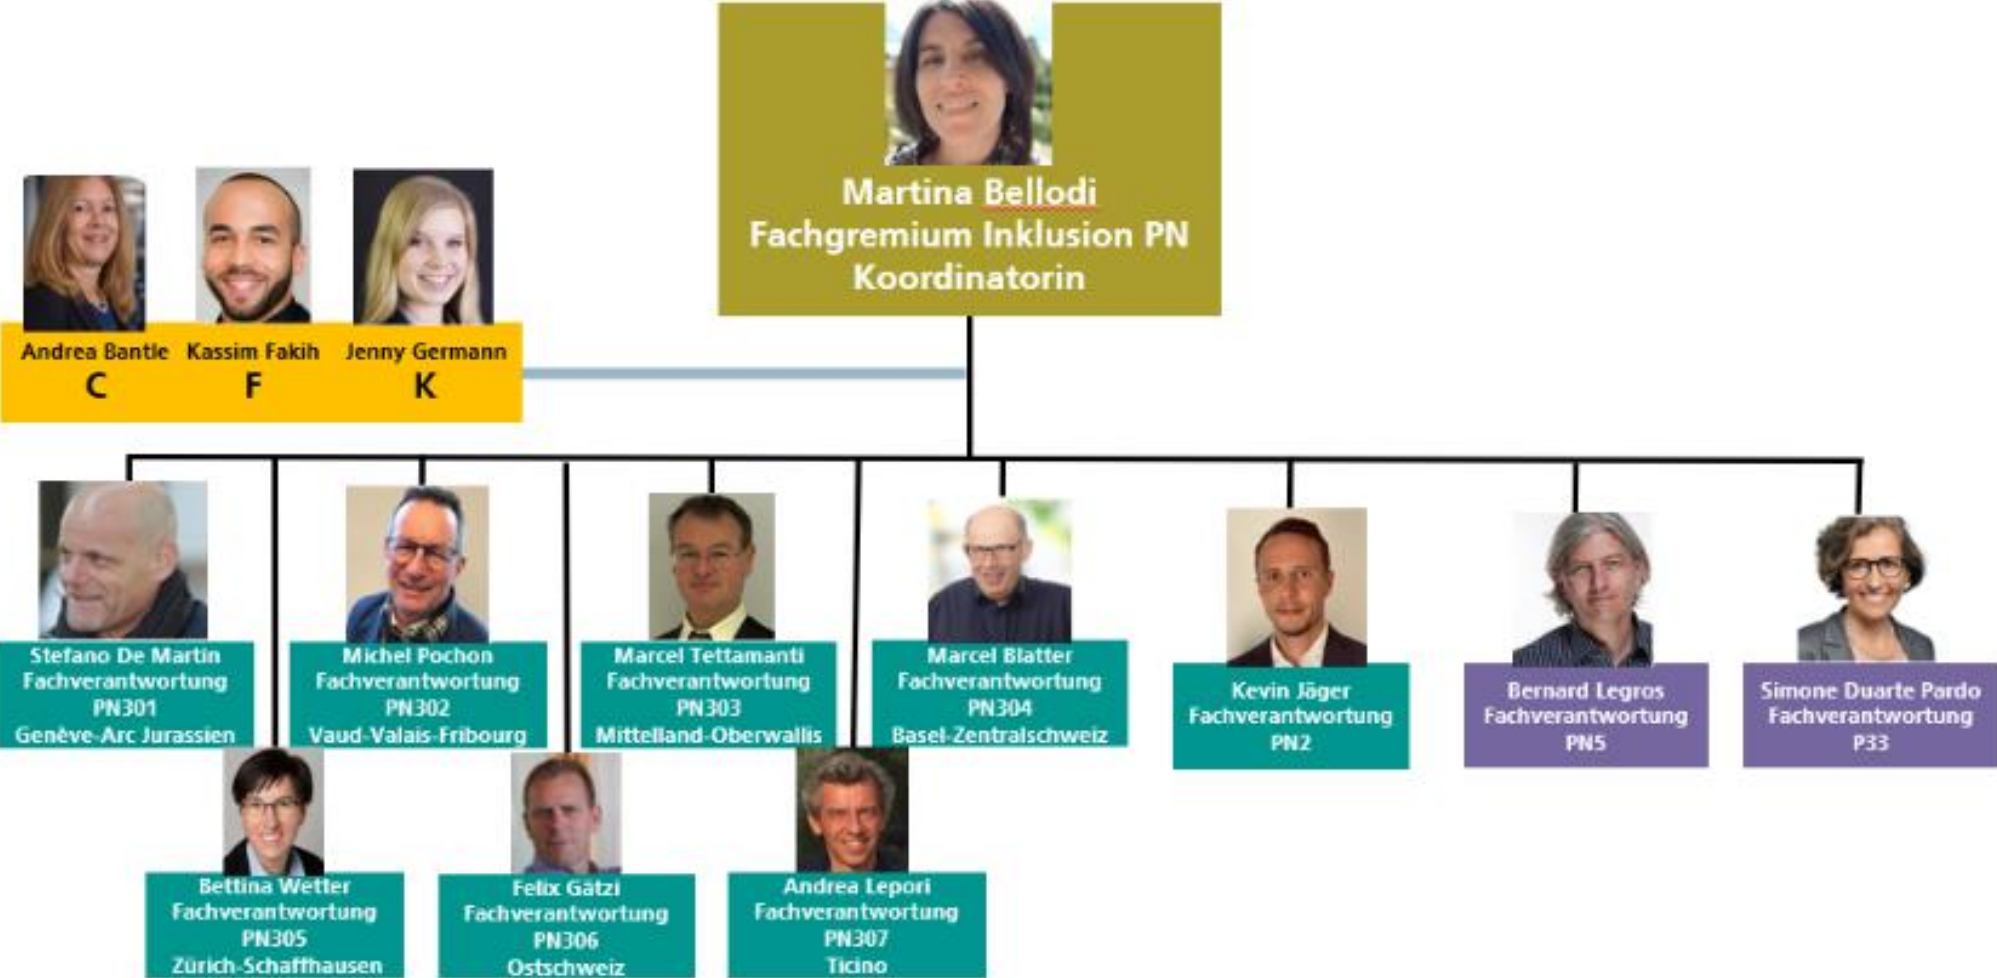 Martina Bellodi
Fachgremium Inklusion PN
Koordinatorin
Andrea Bantle
C
Kassim Fakih
F
Jenny Germann
K
Stefano De Martin
Fachverantwortung
PN301
Genève-Arc Jurassien
Michel Pochon
Fachverantwortung
PN302
Vaud-Valais-Fribourg
Marcel Tettamanti
Fachverantwortung
PN303
Mittelland-Oberwallis
Marcel Blatter
Fachverantwortung
PN304
Basel-Zentralschweiz
Kevin Jäger
Fachverantwortung
PN2
Bernard Legros
Fachverantwortung
PN5
Simone Duarte Pardo
Fachverantwortung
P33
Bettina Wetter
Fachverantwortung
PN305
Zürich-Schaffhausen
Felix Gätzi
Fachverantwortung
PN306
Ostschweiz
Andrea Lepori
Fachverantwortung
PN307
Ticino